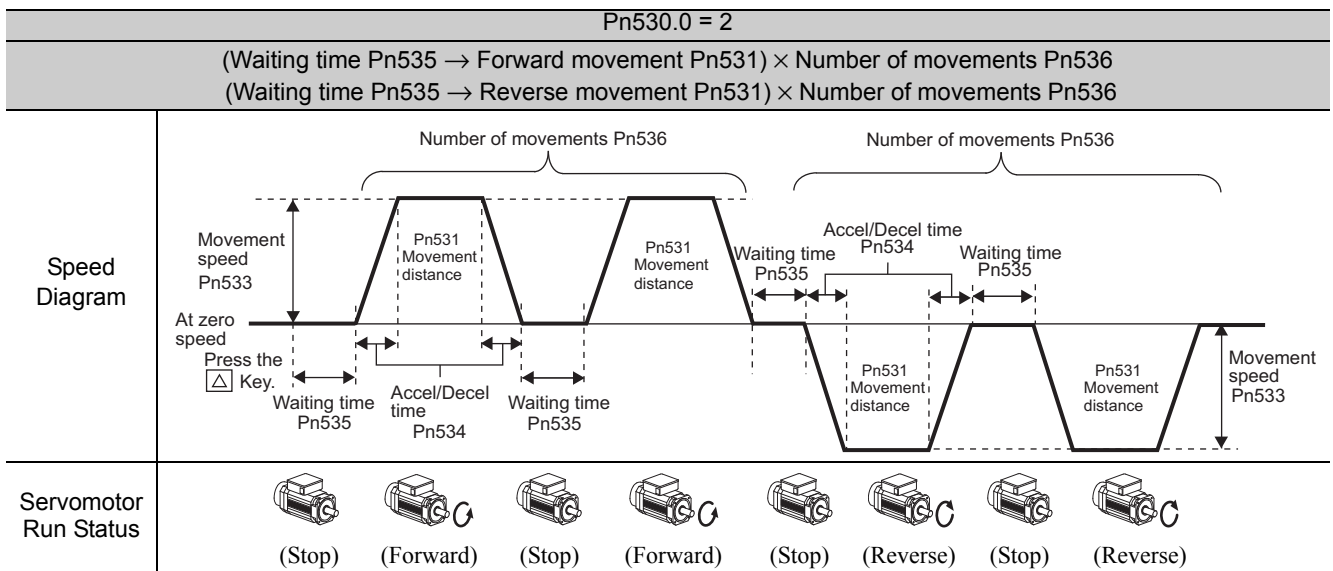 Pn530.0 = 2
(Waiting time Pn535 → Forward movement Pn531) × Number of movements Pn536
(Waiting time Pn535 → Reverse movement Pn531) × Number of movements Pn536
Speed
Diagram
Number of movements Pn536
Number of movements Pn536
Movement
speed
Pn533
Pn531
Movement
distance
Pn531
Movement
distance
Waiting time
Pn535
Accel/Decel time
Pn534
Waiting time
Pn535
At zero
speed
Press the
△ Key.
Waiting time
Pn535
Accel/Decel
time
Pn534
Waiting time
Pn535
Pn531
Movement
distance
Pn531
Movement
distance
Movement
speed
Pn533
Servomotor
Run Status
(Stop) (Forward) (Stop) (Forward) (Stop) (Reverse) (Stop) (Reverse)